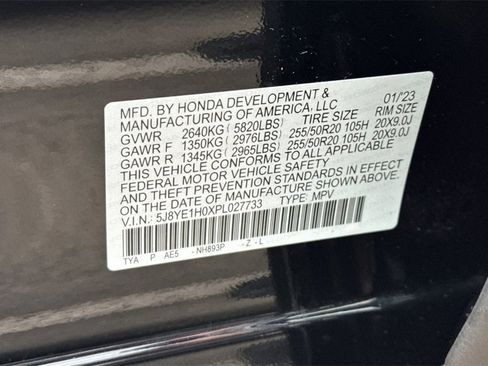 MFD. BY HONDA DEVELOPMENT & 01/23
MANUFACTURING OF AMERICA, LLC
GVWR 2640KG (5820LBS) TIRE SIZE RIM SIZE
GAWR F 1350KG (2976LBS) 255/50R20 105H 20X9.0J
GAWR R 1345KG (2965LBS) 255/50R20 105H 20X9.0J
THIS VEHICLE CONFORMS TO ALL APPLICABLE
FEDERAL MOTOR VEHICLE SAFETY
STANDARDS IN EFFECT
ON THE DATE OF MANUFACTURE SHOWN ABOVE.
V.I.N.: 5J8YE1H0XPL027733 TYPE: MPV
TYA P AE5 -NH893P -Z-L